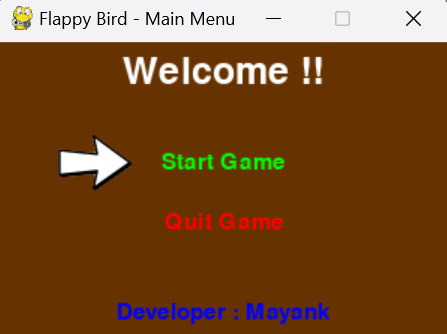 Flappy Bird - Main Menu
Welcome !!
Start Game
Quit Game
Developer : Mayank